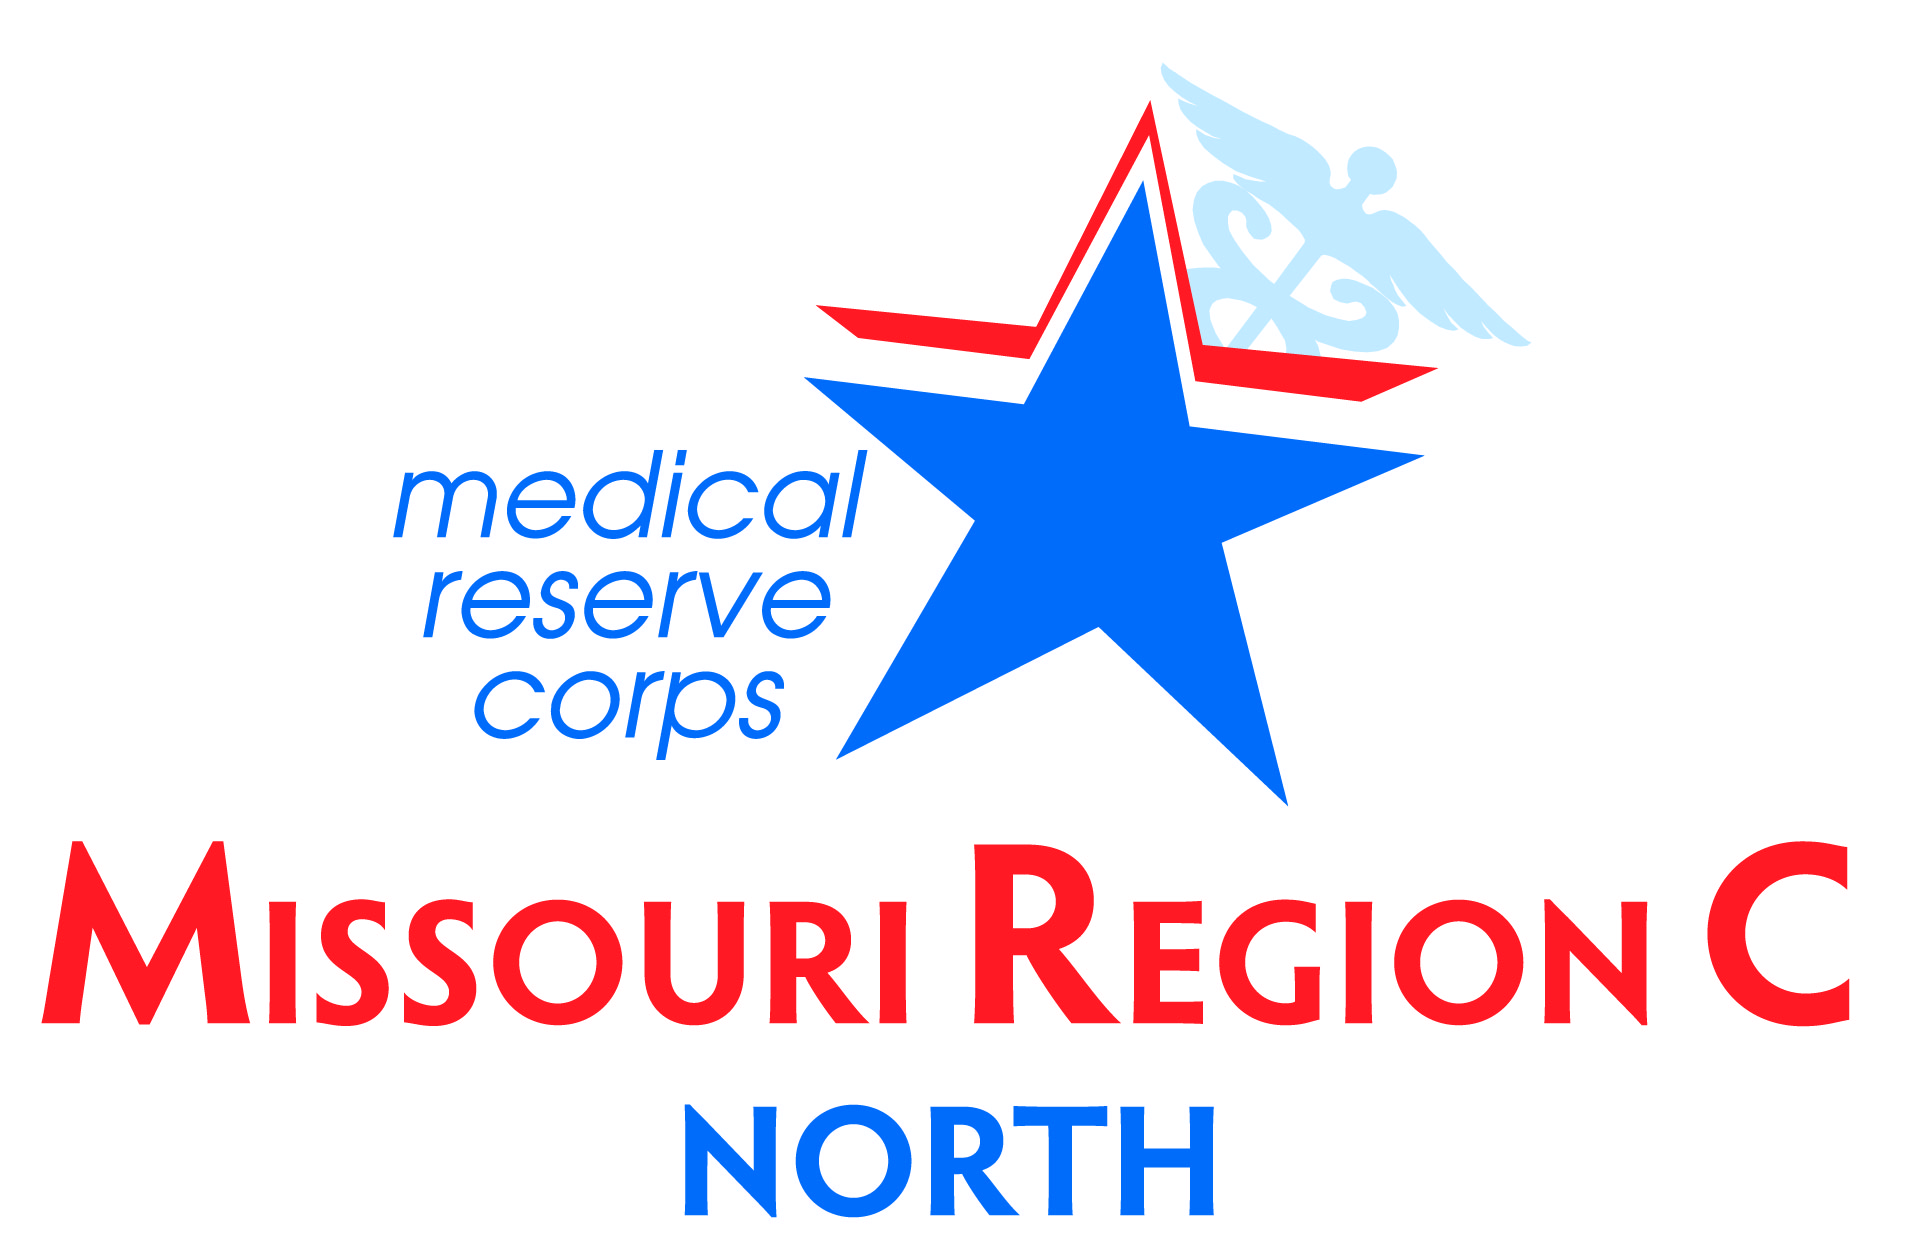 medical
reserve
corps
MISSOURI REGION C
NORTH